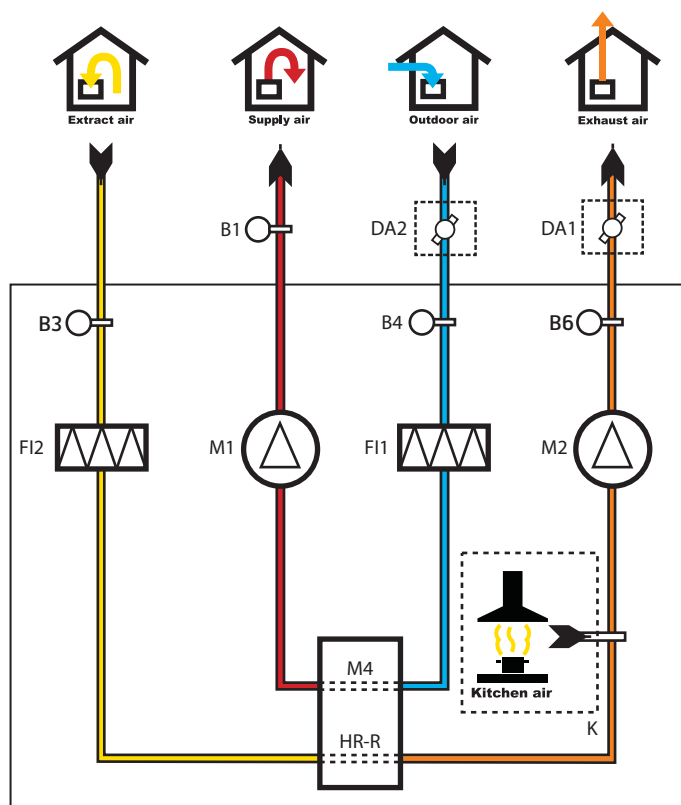 Extract air
Supply air
Outdoor air
Exhaust air
B1
DA2
DA1
B3
B4
B6
FI2
M1
FI1
M2
M4
Kitchen air
K
HR-R